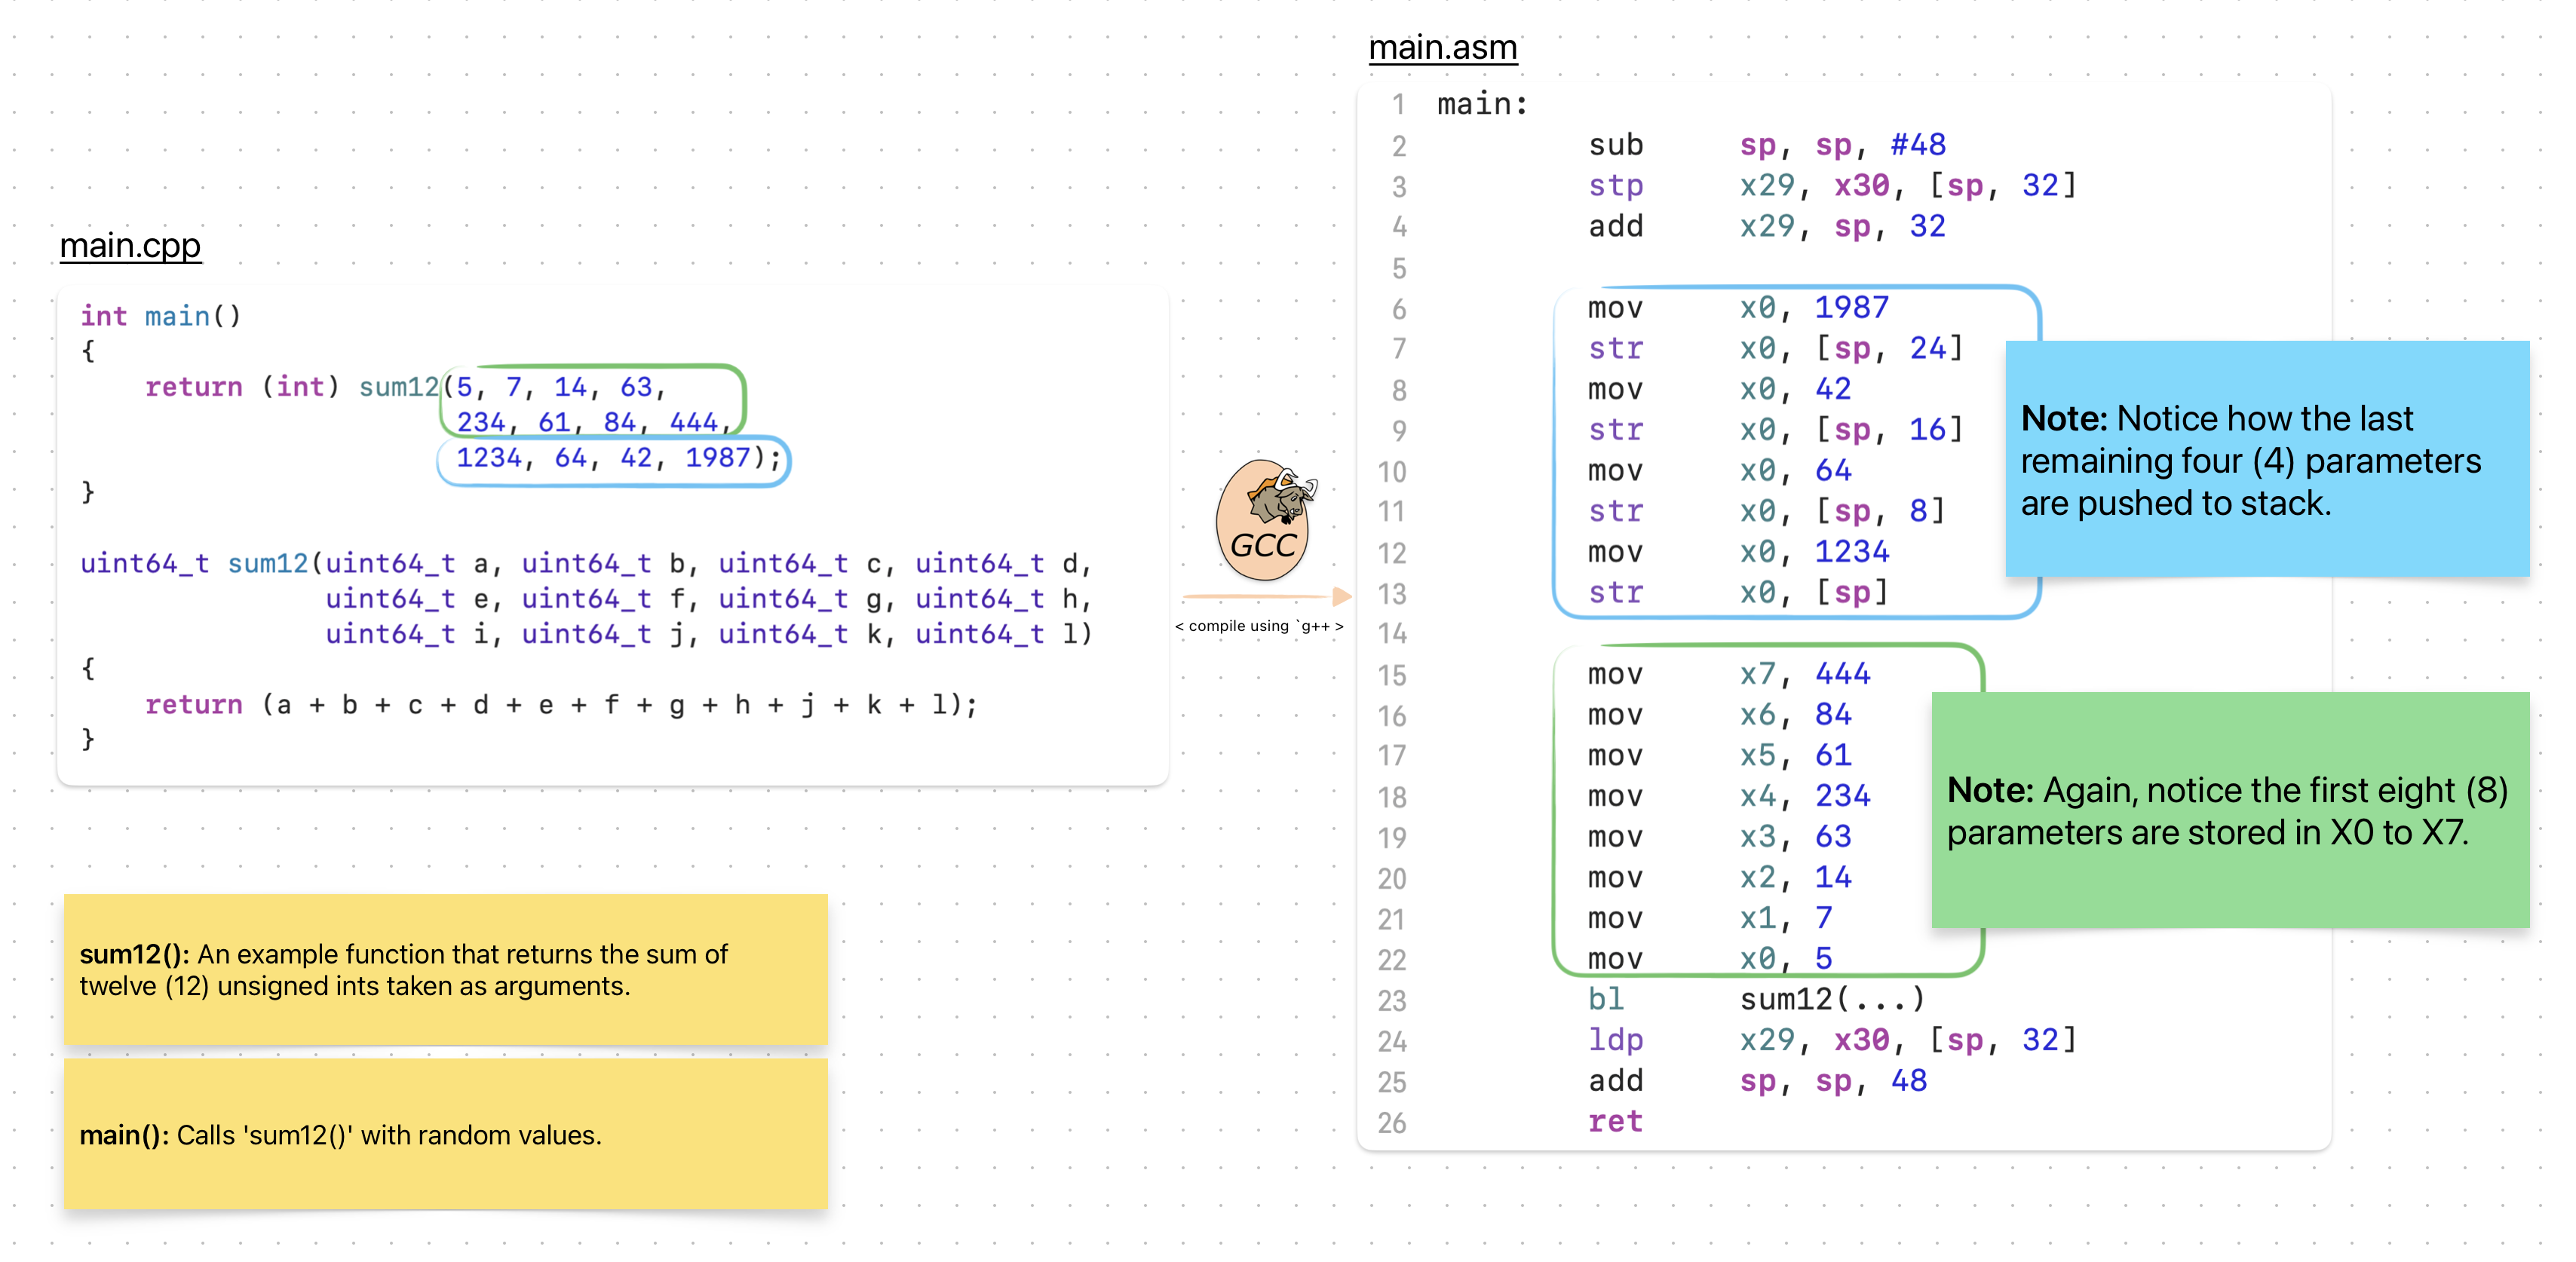 main.cpp
int main()
{
    return (int) sum12(5, 7, 14, 63,
                       234, 61, 84, 444,
                       1234, 64, 42, 1987);
}
uint64_t sum12(uint64_t a, uint64_t b, uint64_t c, uint64_t d,
               uint64_t e, uint64_t f, uint64_t g, uint64_t h,
               uint64_t i, uint64_t j, uint64_t k, uint64_t l)
{
    return (a + b + c + d + e + f + g + h + j + k + l);
}
sum12(): An example function that returns the sum of
twelve (12) unsigned ints taken as arguments.
main(): Calls 'sum12()' with random values.
GCC
< compile using `g++ >
main.asm
1 main:
2 sub sp, sp, #48
3 stp x29, x30, [sp, 32]
4 add x29, sp, 32
5
6 mov x0, 1987
7 str x0, [sp, 24]
8 mov x0, 42
9 str x0, [sp, 16]
10 mov x0, 64
11 str x0, [sp, 8]
12 mov x0, 1234
13 str x0, [sp]
14
15 mov x7, 444
16 mov x6, 84
17 mov x5, 61
18 mov x4, 234
19 mov x3, 63
20 mov x2, 14
21 mov x1, 7
22 mov x0, 5
23 bl sum12(...)
24 ldp x29, x30, [sp, 32]
25 add sp, sp, 48
26 ret
Note: Notice how the last
remaining four (4) parameters
are pushed to stack.
Note: Again, notice the first eight (8)
parameters are stored in X0 to X7.